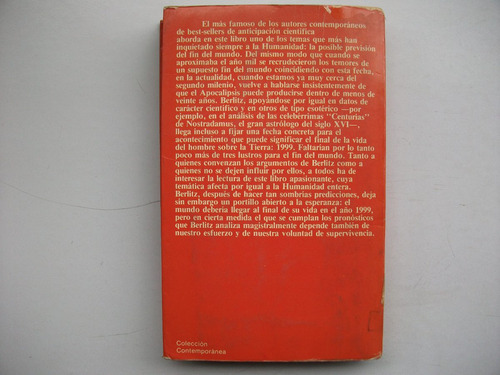 El más famoso de los autores contemporáneos
de best-sellers de anticipación científica
aborda en este libro uno de los temas que más han
inquietado siempre a la Humanidad: la posible previsión
del fin del mundo. Del mismo modo que cuando se
aproximaba el año mil se recrudecieron los temores de
un supuesto fin del mundo coincidiendo con esta fecha,
en la actualidad, cuando estamos ya muy cerca del
segundo milenio, vuelve a hablarse insistentemente de
que el Apocalipsis puede producirse dentro de menos de
veinte años. Berlitz, apoyándose por igual en datos de
carácter científico y en otros de tipo esotérico —por
ejemplo, en el análisis de las celebérrimas "Centurias"
de Nostradamus, el gran astrólogo del siglo XVI—,
llega incluso a fijar una fecha concreta para el
acontecimiento que puede significar el final de la vida
del hombre sobre la Tierra: 1999. Faltarían por lo tanto
poco más de tres lustros para el fin del mundo. Tanto a
quienes convenzan los argumentos de Berlitz como a
quienes no se dejen influir por ellos, a todos ha de
interesar la lectura de este libro apasionante, cuya
temática afecta por igual a la Humanidad entera.
Berlitz, después de hacer tan sombrías predicciones, deja
sin embargo un portillo abierto a la esperanza: el
mundo debería llegar al final de su vida en el año 1999,
pero en cierta medida el que se cumplan los pronósticos
que Berlitz analiza magistralmente depende también de
nuestro esfuerzo y de nuestra voluntad de supervivencia.
Colección
Contemporánea